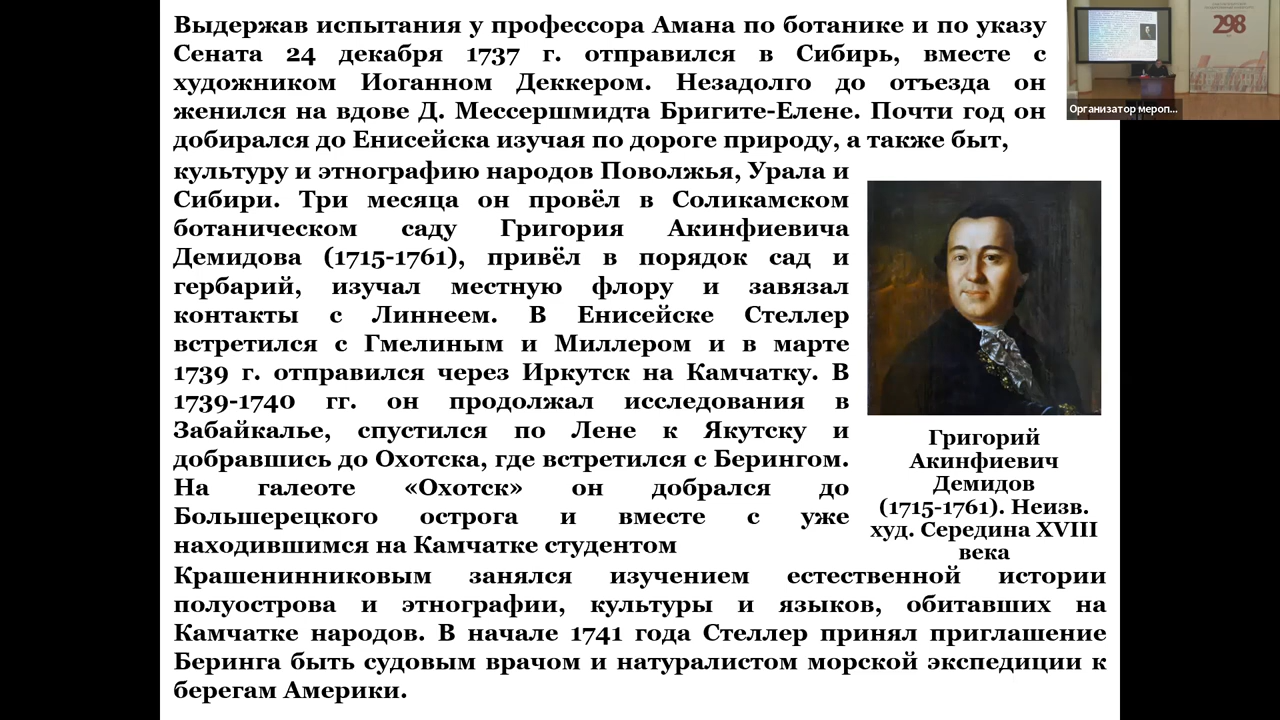 Выдержав испытания у профессора Аммана по ботанике и по указу
Сената 24 декабря 1737 г. отправился в Сибирь, вместе с
художником Иоганном Деккером. Незадолго до отъезда он
женился на вдове Д. Мессершмидта Бригите-Елене. Почти год он
добирался до Енисейска изучая по дороге природу, а также быт,
культуру и этнографию народов Поволжья, Урала и
Сибири. Три месяца он провёл в Соликамском
ботаническом саду Григория Акинфиевича
Демидова (1715-1761), привёл в порядок сад и
гербарий, изучал местную флору и завязал
контакты с Линнеем. В Енисейске Стеллер
встретился с Гмелиным и Миллером и в марте
1739 г. отправился через Иркутск на Камчатку. В
1739-1740 гг. он продолжал исследования в
Забайкалье, спустился по Лене к Якутску и
добравшись до Охотска, где встретился с Берингом.
На галеоте «Охотск» он добрался до
Большерецкого острога и вместе с уже
находившимся на Камчатке студентом
Крашенинниковым занялся изучением естественной истории
полуострова и этнографии, культуры и языков, обитавших на
Камчатке народов. В начале 1741 года Стеллер принял приглашение
Беринга быть судовым врачом и натуралистом морской экспедиции к
берегам Америки.
Григорий
Акинфиевич
Демидов
(1715-1761). Неизв.
худ. Середина XVIII
века
298
Организатор мероп...